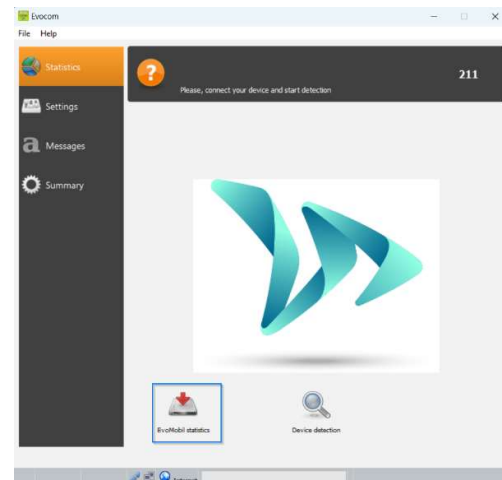 Evocom
File Help
Statistics
Settings
Messages
Summary
?
Please, connect your device and start detection
211
EvoMobil statistics
Device detection